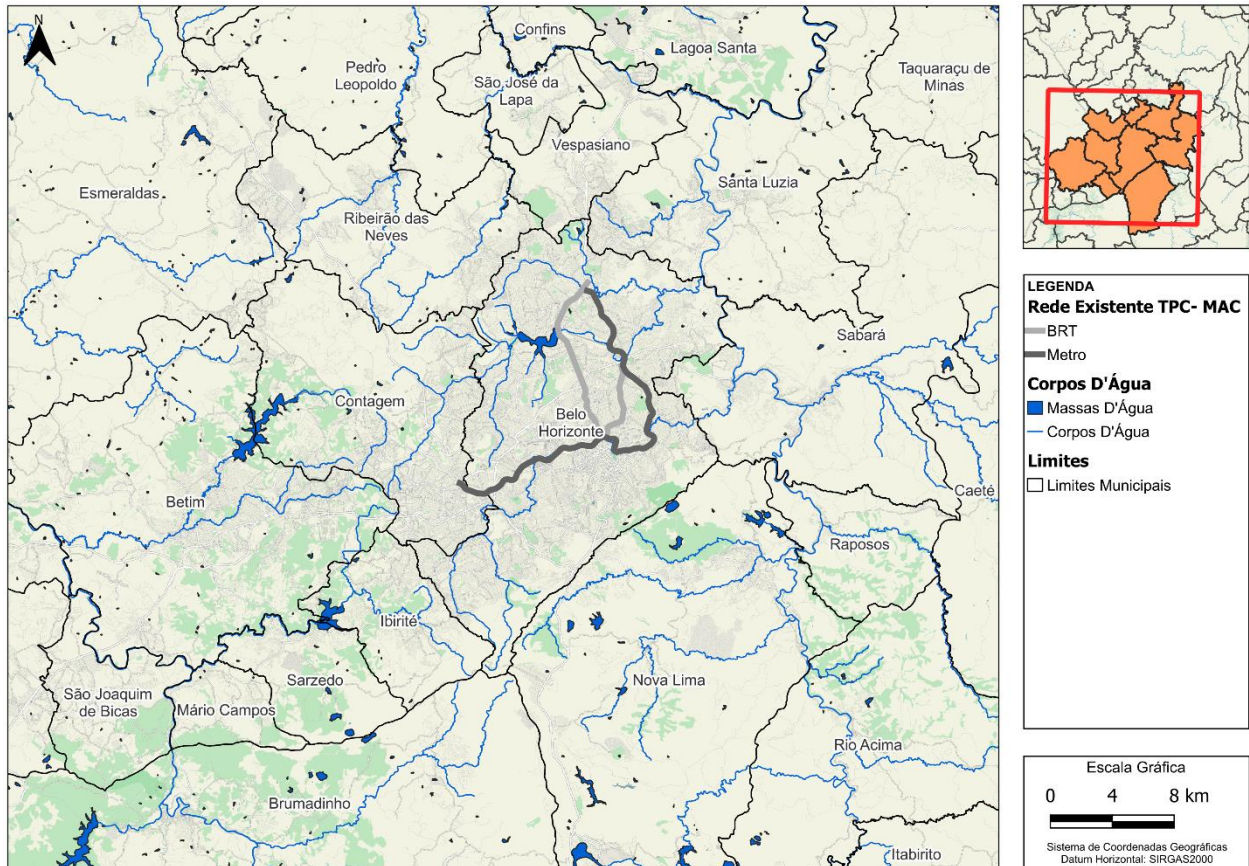 N
Confins
Lagoa Santa
Pedro
Leopoldo
São José da
Lapa
Taquaraçu de
Minas
Vespasiano
Esmeraldas
Santa Luzia
Ribeirão das
Neves
Sabará
Contagem
Belo
Horizonte
Betim
Caeté
Raposos
Ibirité
São Joaquim
de Bicas
Mário Campos
Sarzedo
Nova Lima
Rio Acima
Brumadinho
Itabirito
LEGENDA
Rede Existente TPC- MAC
BRT
Metro
Corpos D'Água
Massas D'Água
Corpos D'Água
Limites
Limites Municipais
Escala Gráfica
0 4 8 km
Sistema de Coordenadas Geográficas
Datum Horizontal: SIRGAS2000